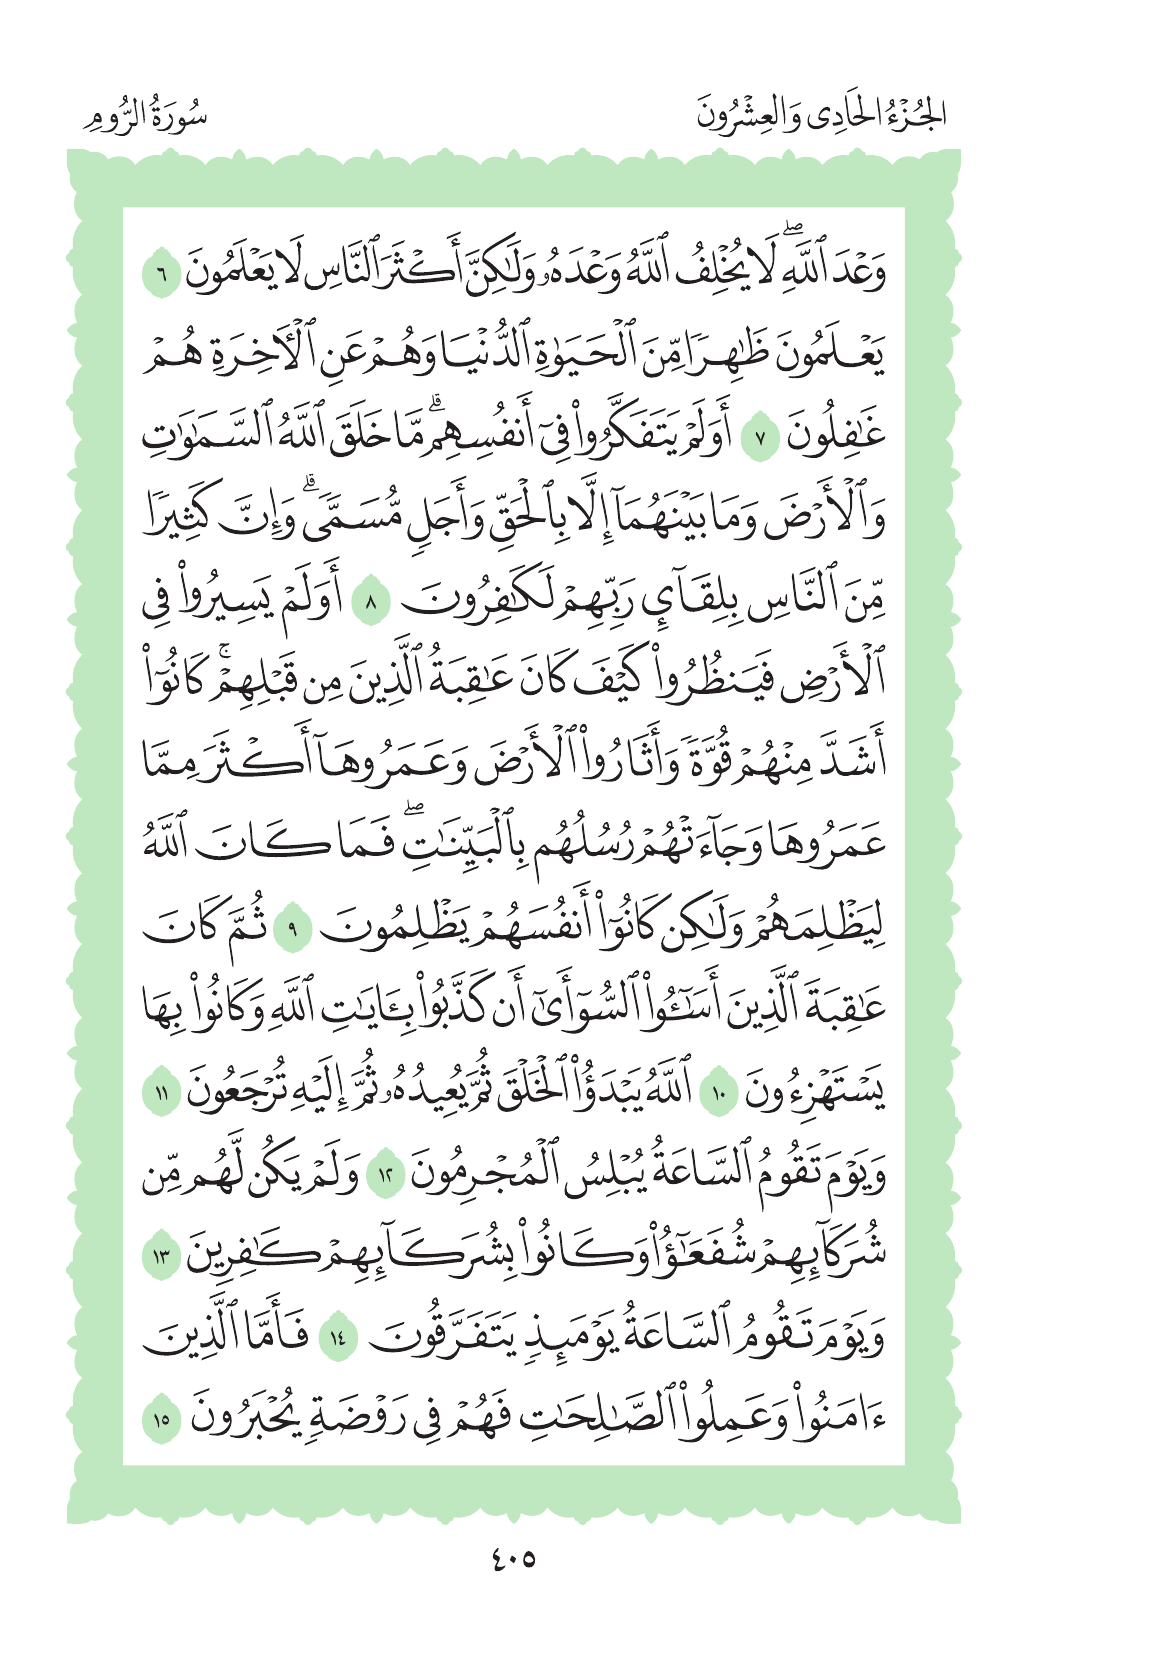 الجُزْءُ الحَادِى وَالعِشْرُونَ
سُورَةُ الرُّومِ
وَعْدَ ٱللَّهِۖ لَا يُخْلِفُ ٱللَّهُ وَعْدَهُۥ وَلَٰكِنَّ أَكْثَرَ ٱلنَّاسِ لَا يَعْلَمُونَ ٦
يَعْلَمُونَ ظَٰهِرًا مِّنَ ٱلْحَيَوٰةِ ٱلدُّنْيَا وَهُمْ عَنِ ٱلْأٓخِرَةِ هُمْ
غَٰفِلُونَ ٧ أَوَلَمْ يَتَفَكَّرُوا۟ فِىٓ أَنفُسِهِمۗ مَّا خَلَقَ ٱللَّهُ ٱلسَّمَٰوَٰتِ
وَٱلْأَرْضَ وَمَا بَيْنَهُمَآ إِلَّا بِٱلْحَقِّ وَأَجَلٍ مُّسَمًّىۗ وَإِنَّ كَثِيرًا
مِّنَ ٱلنَّاسِ بِلِقَآئِ رَبِّهِمْ لَكَٰفِرُونَ ٨ أَوَلَمْ يَسِيرُوا۟ فِى
ٱلْأَرْضِ فَيَنظُرُوا۟ كَيْفَ كَانَ عَٰقِبَةُ ٱلَّذِينَ مِن قَبْلِهِمْۚ كَانُوٓا۟
أَشَدَّ مِنْهُمْ قُوَّةً وَأَثَارُوا۟ ٱلْأَرْضَ وَعَمَرُوهَآ أَكْثَرَ مِمَّا
عَمَرُوهَا وَجَآءَتْهُمْ رُسُلُهُم بِٱلْبَيِّنَٰتِۖ فَمَا كَانَ ٱللَّهُ
لِيَظْلِمَهُمْ وَلَٰكِن كَانُوٓا۟ أَنفُسَهُمْ يَظْلِمُونَ ٩ ثُمَّ كَانَ
عَٰقِبَةَ ٱلَّذِينَ أَسَٰٓـُٔوا۟ ٱلسُّوٓأَىٰٓ أَن كَذَّبُوا۟ بِـَٔايَٰتِ ٱللَّهِ وَكَانُوا۟ بِهَا
يَسْتَهْزِءُونَ ١٠ ٱللَّهُ يَبْدَؤُا۟ ٱلْخَلْقَ ثُمَّ يُعِيدُهُۥ ثُمَّ إِلَيْهِ تُرْجَعُونَ ١١
وَيَوْمَ تَقُومُ ٱلسَّاعَةُ يُبْلِسُ ٱلْمُجْرِمُونَ ١٢ وَلَمْ يَكُن لَّهُم مِّن
شُرَكَآئِهِمْ شُفَعَٰٓؤُا۟ وَكَانُوا۟ بِشُرَكَآئِهِمْ كَٰفِرِينَ ١٣
وَيَوْمَ تَقُومُ ٱلسَّاعَةُ يَوْمَئِذٍ يَتَفَرَّقُونَ ١٤ فَأَمَّا ٱلَّذِينَ
ءَامَنُوا۟ وَعَمِلُوا۟ ٱلصَّٰلِحَٰتِ فَهُمْ فِى رَوْضَةٍ يُحْبَرُونَ ١٥
٤٠٥